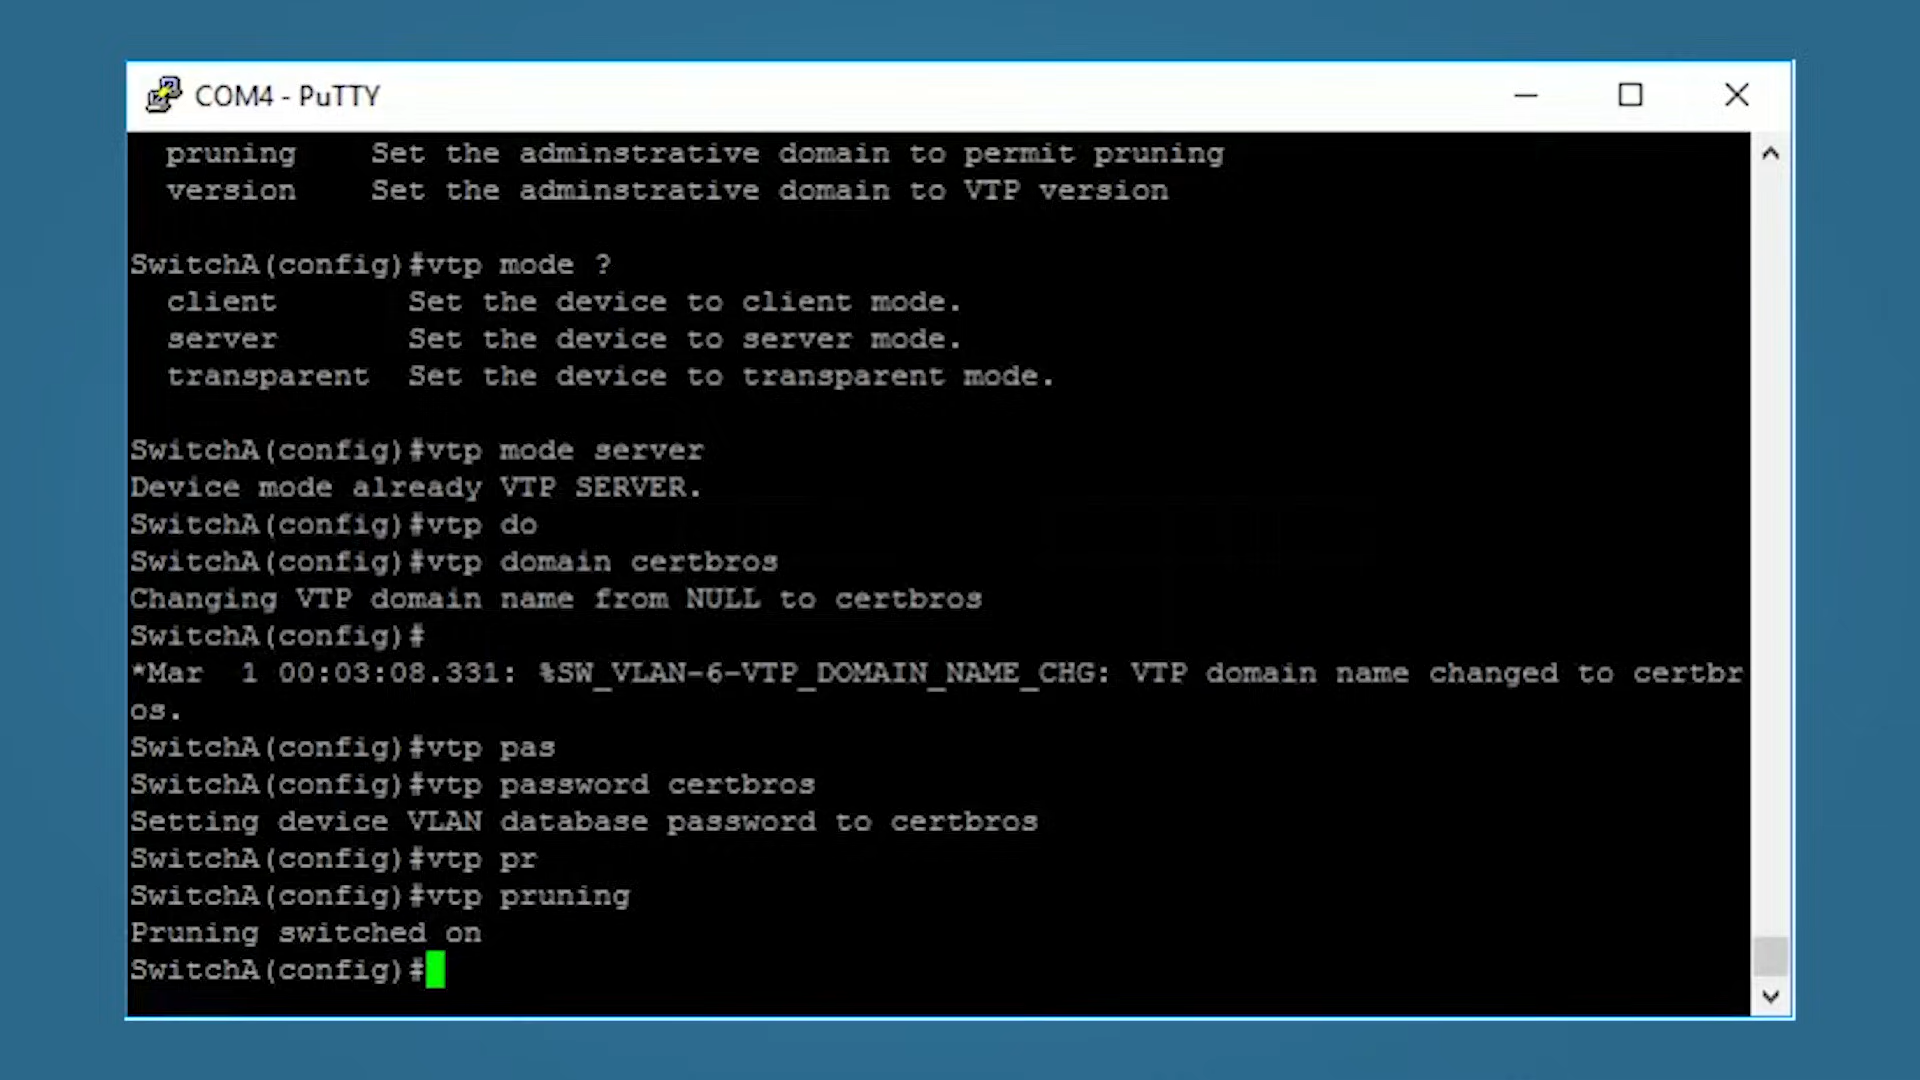 COM4 - PuTTY
pruning Set the adminstrative domain to permit pruning
version Set the adminstrative domain to VTP version
SwitchA(config)#vtp mode ?
client Set the device to client mode.
server Set the device to server mode.
transparent Set the device to transparent mode.
SwitchA(config)#vtp mode server
Device mode already VTP SERVER.
SwitchA(config)#vtp do
SwitchA(config)#vtp domain certbros
Changing VTP domain name from NULL to certbros
SwitchA(config)#
*Mar 1 00:03:08.331: %SW_VLAN-6-VTP_DOMAIN_NAME_CHG: VTP domain name changed to certbr
os.
SwitchA(config)#vtp pas
SwitchA(config)#vtp password certbros
Setting device VLAN database password to certbros
SwitchA(config)#vtp pr
SwitchA(config)#vtp pruning
Pruning switched on
SwitchA(config)#